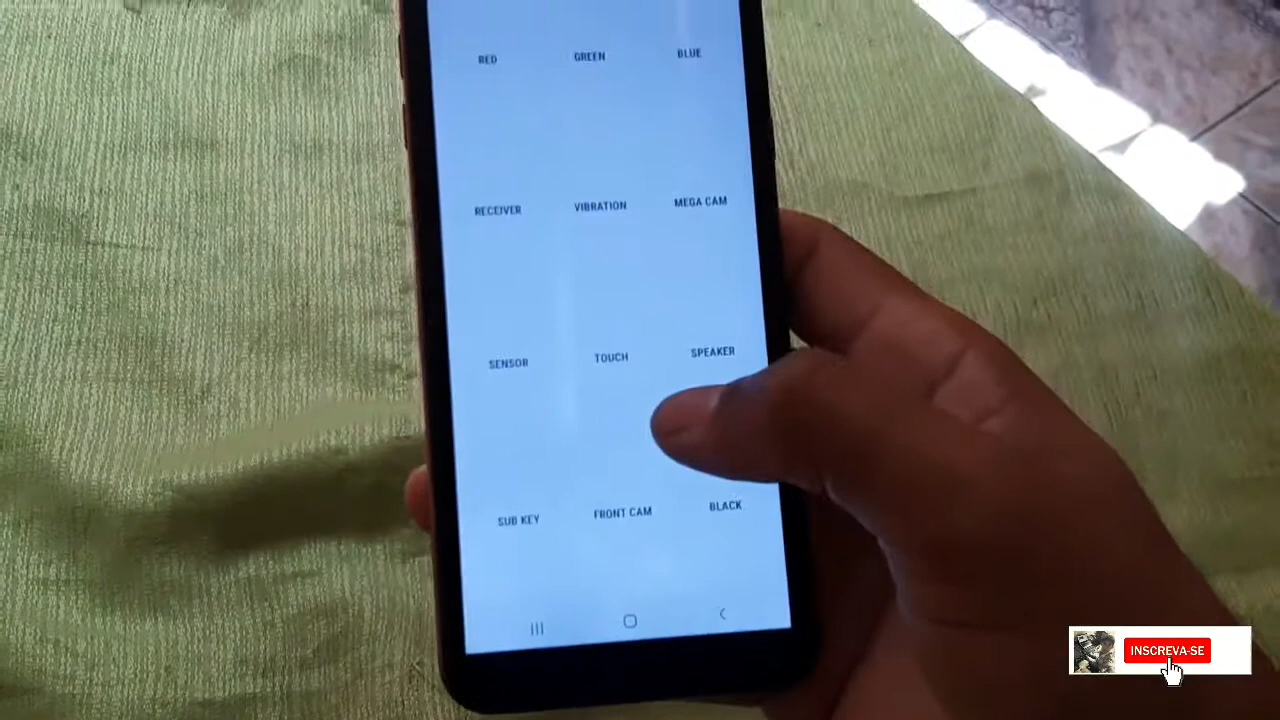 RED GREEN BLUE
RECEIVER VIBRATION MEGA CAM
SENSOR TOUCH SPEAKER
SUB KEY FRONT CAM BLACK
INSCREVA-SE